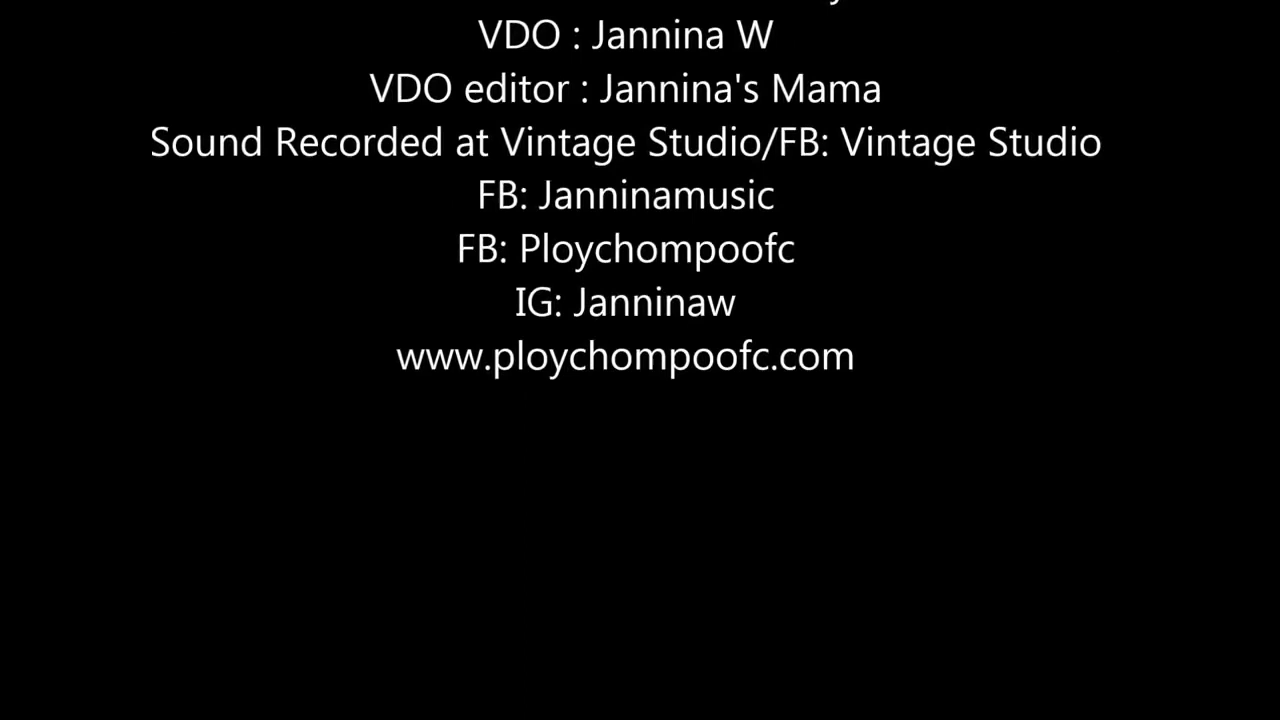 VDO : Jannina W
VDO editor : Jannina's Mama
Sound Recorded at Vintage Studio/FB: Vintage Studio
FB: Janninamusic
FB: Ploychompoofc
IG: Janninaw
www.ploychompoofc.com